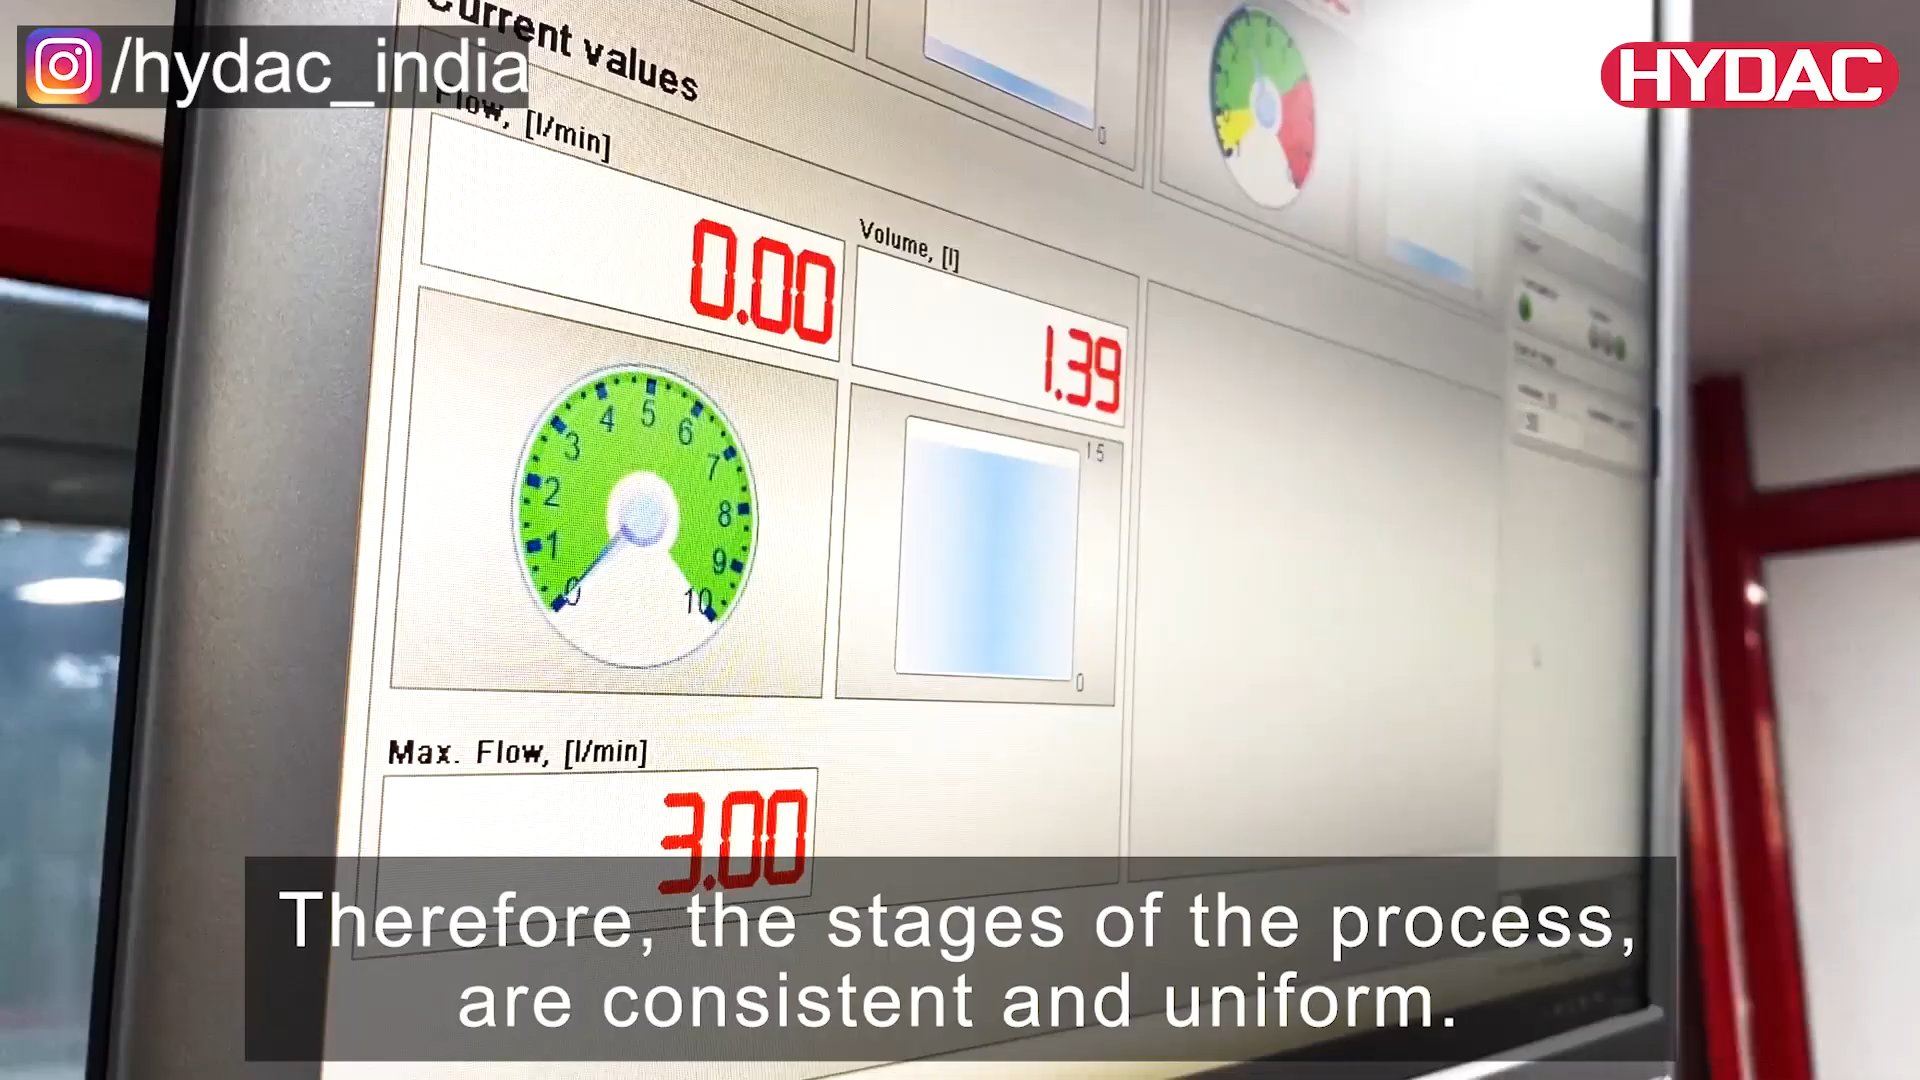 /hydac_india
HYDAC
Current values
Flow, [l/min]
0.00
Volume, [l]
1.39
0
0 1 2 3 4 5 6 7 8 9 10
15
0
Max. Flow, [l/min]
3.00
Therefore, the stages of the process,
are consistent and uniform.